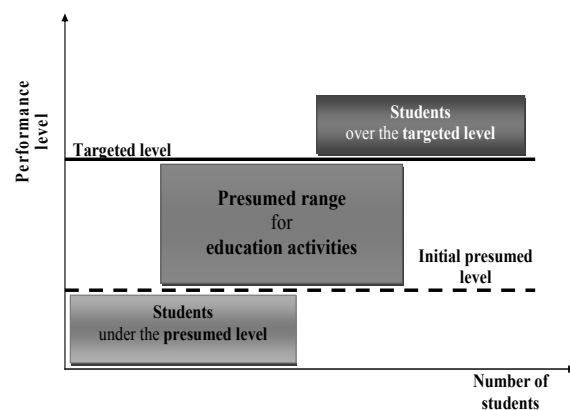 Performance
level
Students
over the targeted level
Targeted level
Presumed range
for
education activities
Initial presumed
level
Students
under the presumed level
Number of
students